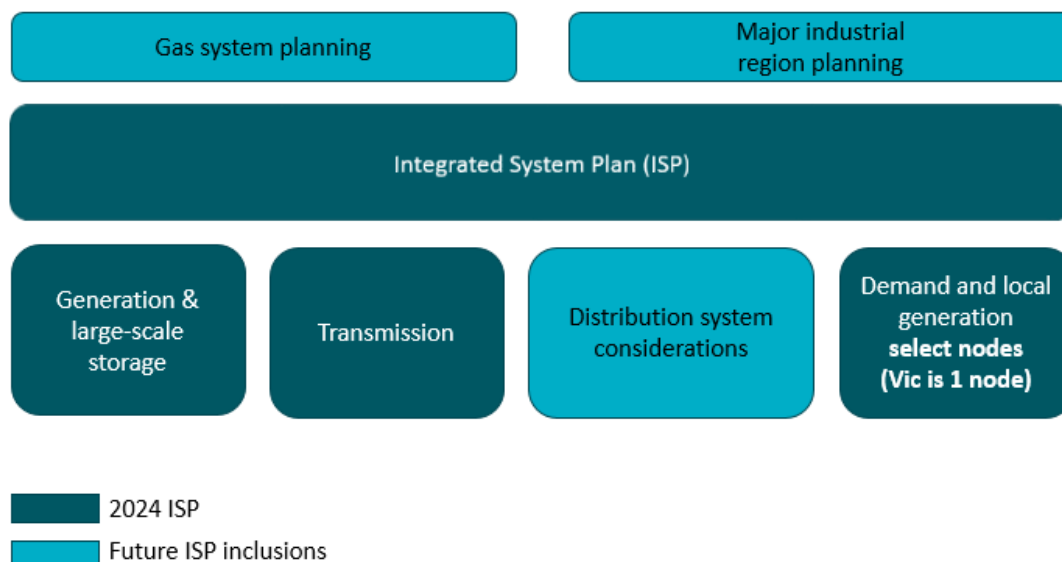 Gas system planning
Major industrial
region planning
Integrated System Plan (ISP)
Generation &
large-scale
storage
Transmission
Distribution system
considerations
Demand and local
generation
select nodes
(Vic is 1 node)
2024 ISP
Future ISP inclusions